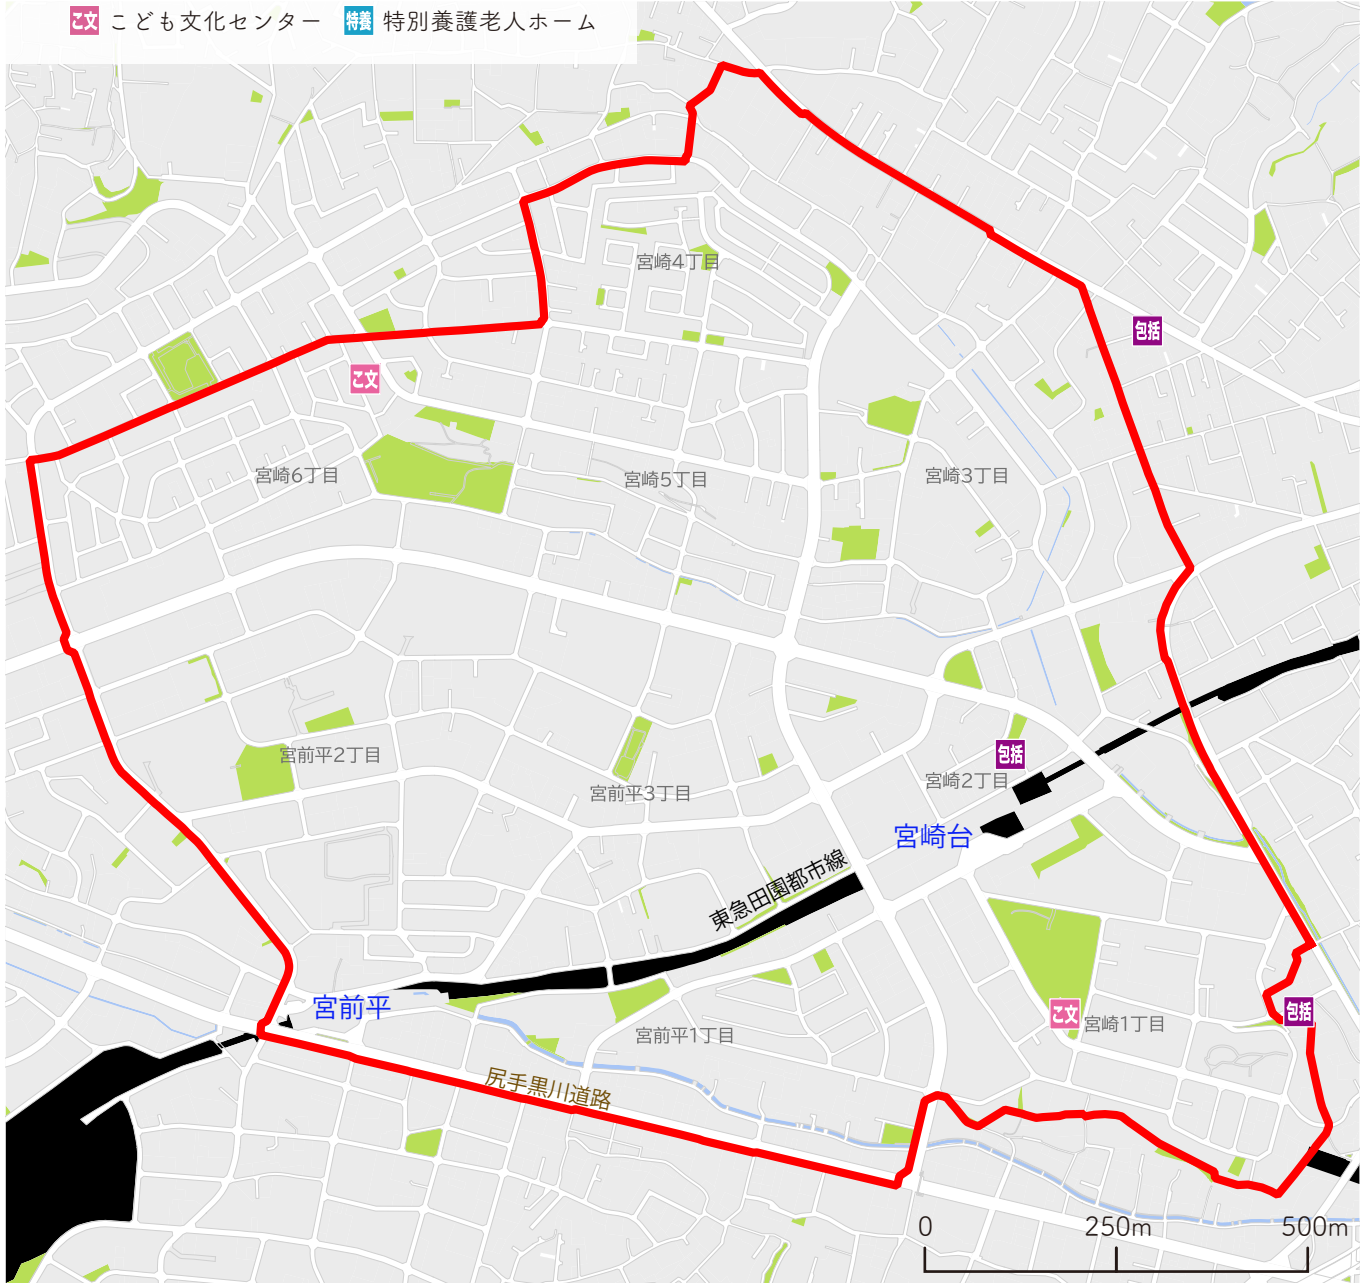 こ文 こども文化センター 特養 特別養護老人ホーム
宮崎4丁目
包括
こ文
宮崎6丁目
宮崎5丁目
宮崎3丁目
宮前平2丁目
宮前平3丁目
包括
宮崎2丁目
宮崎台
東急田園都市線
宮前平
宮前平1丁目
こ文
宮崎1丁目
包括
尻手黒川道路
0 250m 500m